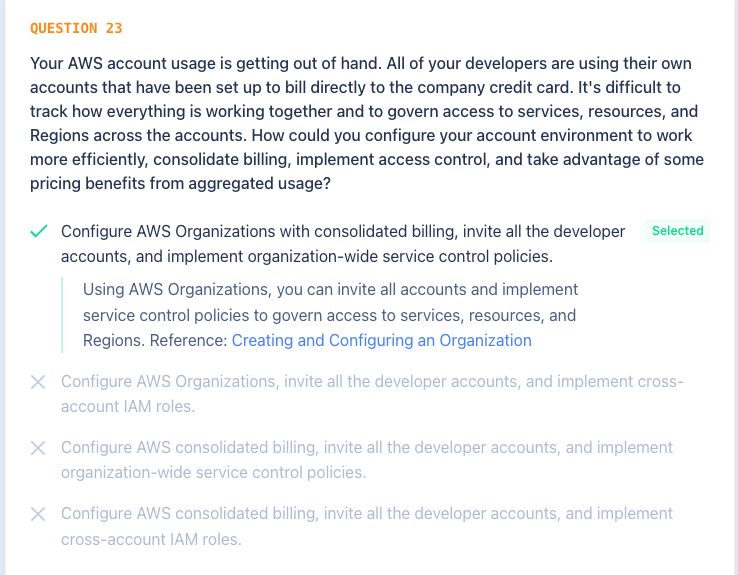 QUESTION 23
Your AWS account usage is getting out of hand. All of your developers are using their own
accounts that have been set up to bill directly to the company credit card. It's difficult to
track how everything is working together and to govern access to services, resources, and
Regions across the accounts. How could you configure your account environment to work
more efficiently, consolidate billing, implement access control, and take advantage of some
pricing benefits from aggregated usage?
Configure AWS Organizations with consolidated billing, invite all the developer
accounts, and implement organization-wide service control policies.
Selected
Using AWS Organizations, you can invite all accounts and implement
service control policies to govern access to services, resources, and
Regions. Reference: Creating and Configuring an Organization
Configure AWS Organizations, invite all the developer accounts, and implement cross-
account IAM roles.
Configure AWS consolidated billing, invite all the developer accounts, and implement
organization-wide service control policies.
Configure AWS consolidated billing, invite all the developer accounts, and implement
cross-account IAM roles.